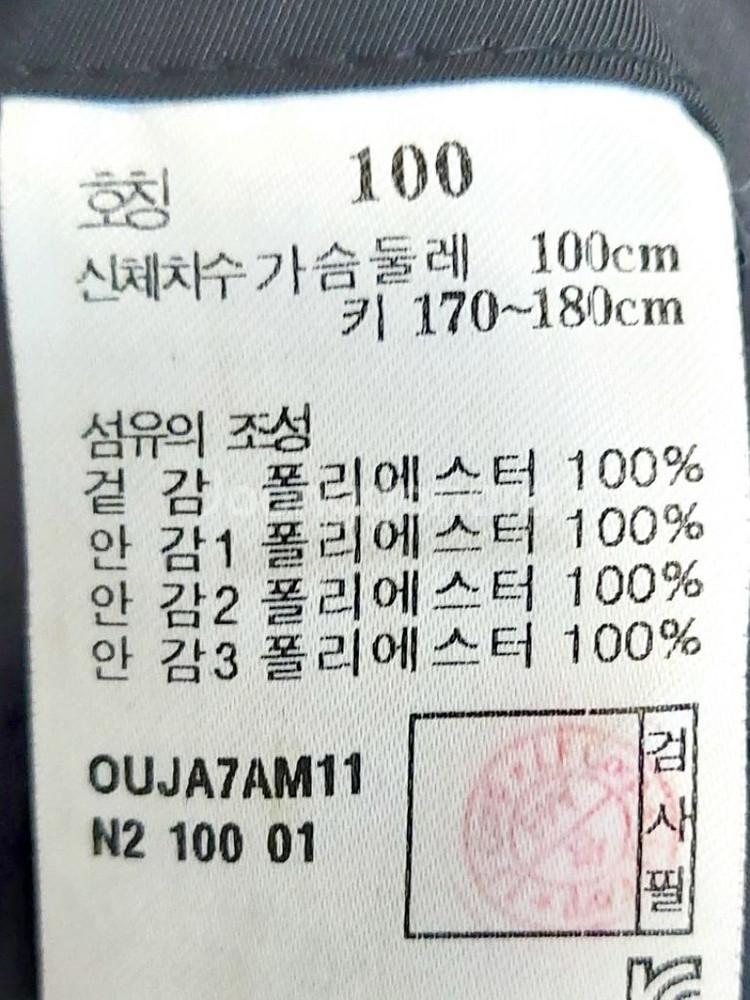 호칭 100
신체치수 가슴둘레 100cm
키 170~180cm
섬유의 조성
겉 감 폴리에스터 100%
안 감1 폴리에스터 100%
안 감2 폴리에스터 100%
안 감3 폴리에스터 100%
OUJA7AM11
N2 100 01
검사필